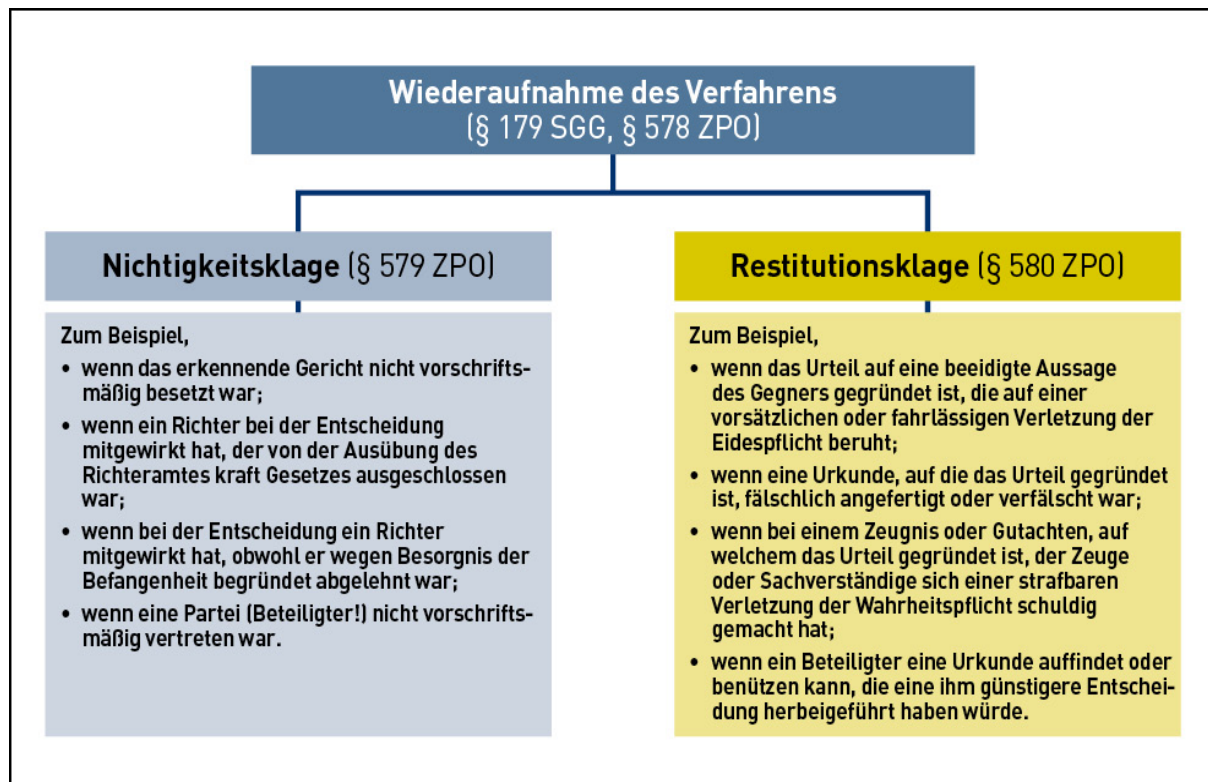 Wiederaufnahme des Verfahrens
(§ 179 SGG, § 578 ZPO)
Nichtigkeitsklage (§ 579 ZPO)
Zum Beispiel,
• wenn das erkennende Gericht nicht vorschrifts-
mäßig besetzt war;
• wenn ein Richter bei der Entscheidung
mitgewirkt hat, der von der Ausübung des
Richteramtes kraft Gesetzes ausgeschlossen
war;
• wenn bei der Entscheidung ein Richter
mitgewirkt hat, obwohl er wegen Besorgnis der
Befangenheit begründet abgelehnt war;
• wenn eine Partei (Beteiligter!) nicht vorschrifts-
mäßig vertreten war.
Restitutionsklage (§ 580 ZPO)
Zum Beispiel,
• wenn das Urteil auf eine beeidigte Aussage
des Gegners gegründet ist, die auf einer
vorsätzlichen oder fahrlässigen Verletzung der
Eidespflicht beruht;
• wenn eine Urkunde, auf die das Urteil gegründet
ist, fälschlich angefertigt oder verfälscht war;
• wenn bei einem Zeugnis oder Gutachten, auf
welchem das Urteil gegründet ist, der Zeuge
oder Sachverständige sich einer strafbaren
Verletzung der Wahrheitspflicht schuldig
gemacht hat;
• wenn ein Beteiligter eine Urkunde auffindet oder
benützen kann, die eine ihm günstigere Entschei-
dung herbeigeführt haben würde.